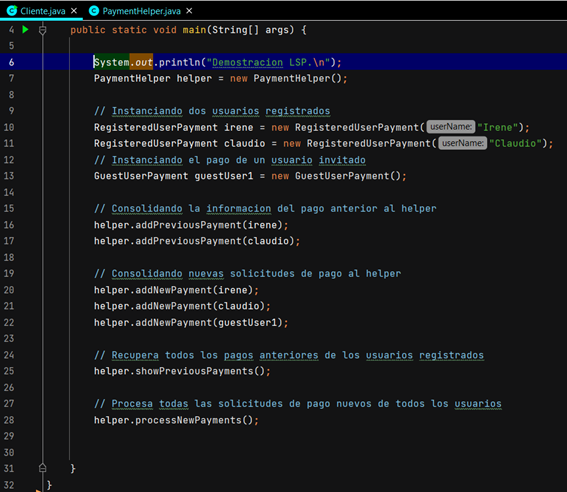 Cliente.java × PaymentHelper.java ×
4 public static void main(String[] args) {
5
6 System.out.println("Demostracion LSP.\n");
7 PaymentHelper helper = new PaymentHelper();
8
9 // Instanciando dos usuarios registrados
10 RegisteredUserPayment irene = new RegisteredUserPayment( userName: "Irene");
11 RegisteredUserPayment claudio = new RegisteredUserPayment( userName: "Claudio");
12 // Instanciando el pago de un usuario invitado
13 GuestUserPayment guestUser1 = new GuestUserPayment();
14
15 // Consolidando la informacion del pago anterior al helper
16 helper.addPreviousPayment(irene);
17 helper.addPreviousPayment(claudio);
18
19 // Consolidando nuevas solicitudes de pago al helper
20 helper.addNewPayment(irene);
21 helper.addNewPayment(claudio);
22 helper.addNewPayment(guestUser1);
23
24 // Recupera todos los pagos anteriores de los usuarios registrados
25 helper.showPreviousPayments();
26
27 // Procesa todas las solicitudes de pago nuevos de todos los usuarios
28 helper.processNewPayments();
29
30
31 }
32 }